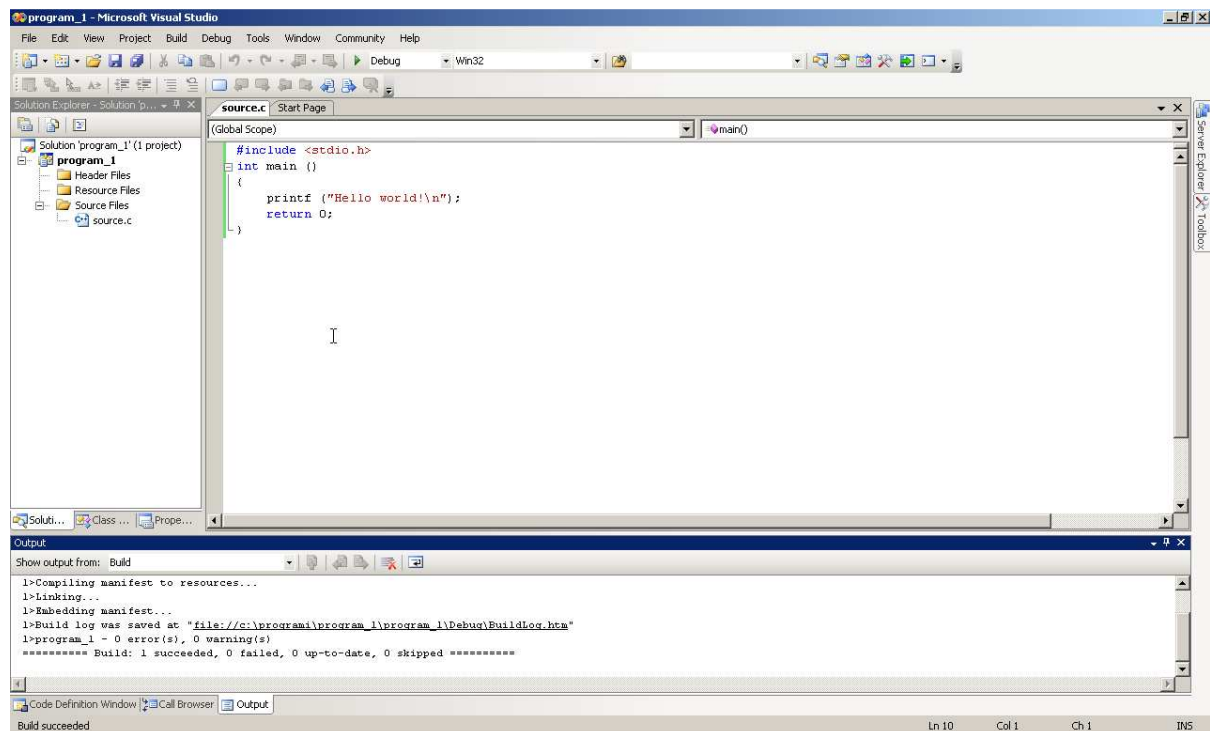 program_1 - Microsoft Visual Studio
File Edit View Project Build Debug Tools Window Community Help
Debug Win32
Solution Explorer - Solution 'p...
source.c Start Page
(Global Scope) main()
Solution 'program_1' (1 project)
program_1
Header Files
Resource Files
Source Files
source.c
#include <stdio.h>
int main ()
{
printf ("Hello world!\n");
return 0;
}
Server Explorer
Toolbox
Soluti... Class ... Prope...
Output
Show output from: Build
1>Compiling manifest to resources...
1>Linking...
1>Embedding manifest...
1>Build log was saved at "file://c:\programi\program_1\program_1\Debug\BuildLog.htm"
1>program_1 - 0 error(s), 0 warning(s)
========== Build: 1 succeeded, 0 failed, 0 up-to-date, 0 skipped ==========
Code Definition Window Call Browser Output
Build succeeded Ln 10 Col 1 Ch 1 INS